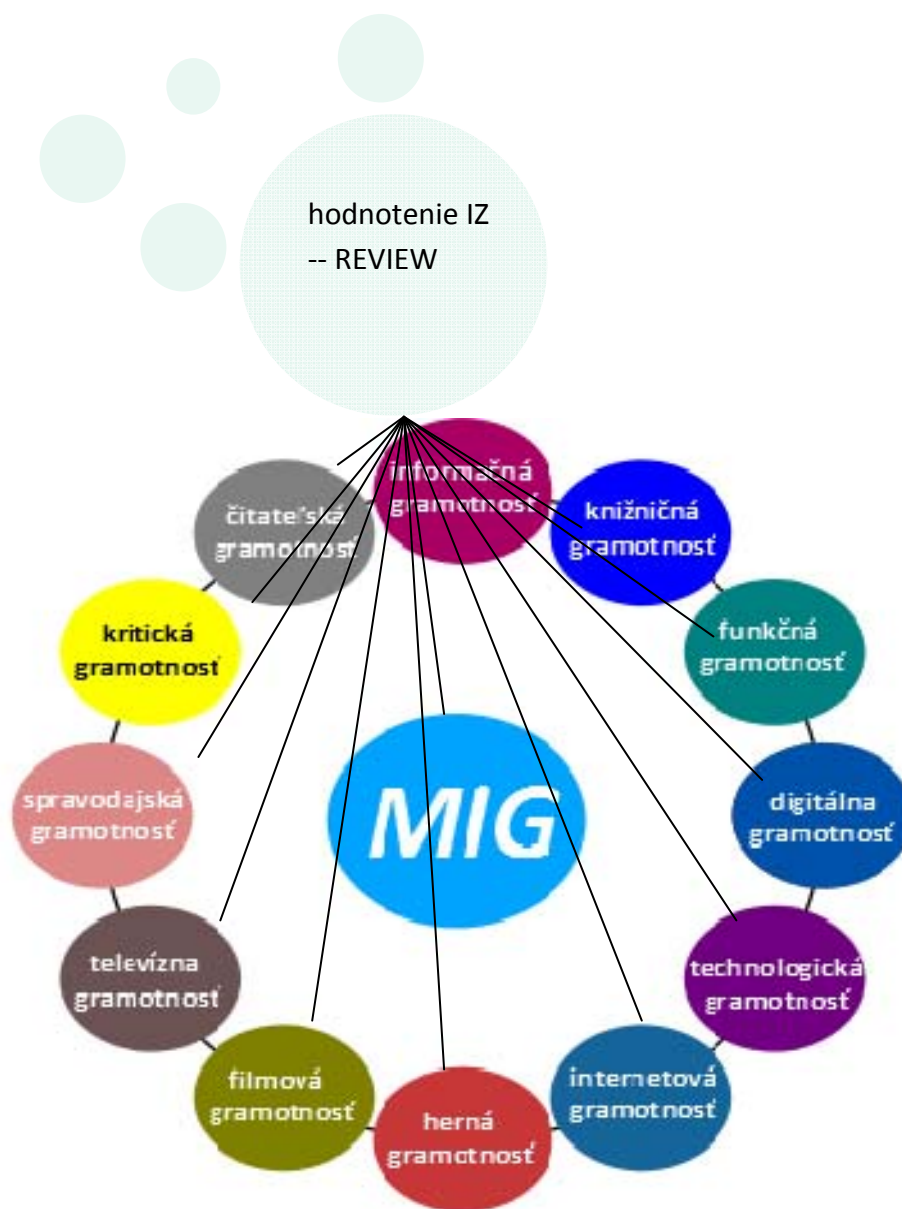 hodnotenie IZ
-- REVIEW
informačná
gramotnosť
čitateľská
gramotnosť
knižničná
gramotnosť
kritická
gramotnosť
funkčná
gramotnosť
spravodajská
gramotnosť
MIG
digitálna
gramotnosť
televízna
gramotnosť
technologická
gramotnosť
filmová
gramotnosť
internetová
gramotnosť
herná
gramotnosť